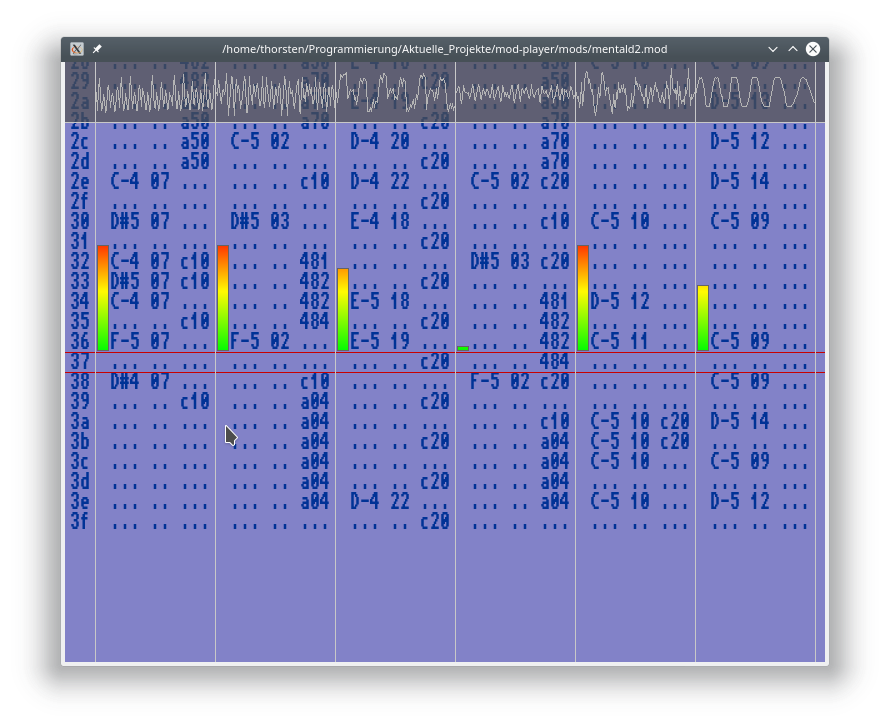 /home/thorsten/Programmierung/Aktuelle_Projekte/mod-player/mods/mentald2.mod
29
2a
2b ... .. a50 ... .. a70 ... .. c20 ... .. a70 ... .. ... ... .. ...
2c ... .. a50 C-5 02 ... D-4 20 ... ... .. a70 ... .. ... D-5 12 ...
2d ... .. a50 ... .. ... ... .. c20 ... .. a70 ... .. ... ... .. ...
2e C-4 07 ... ... .. c10 D-4 22 ... C-5 02 c20 ... .. ... D-5 14 ...
2f ... .. ... ... .. ... ... .. c20 ... .. ... ... .. ... ... .. ...
30 D#5 07 ... D#5 03 ... E-4 18 ... ... .. c10 C-5 10 ... C-5 09 ...
31 ... .. ... ... .. ... ... .. c20 ... .. ... ... .. ... ... .. ...
32 C-4 07 c10 ... .. 481 ... .. ... D#5 03 c20 ... .. ... ... .. ...
33 D#5 07 c10 ... .. 482 ... .. c20 ... .. ... ... .. ... ... .. ...
34 C-4 07 ... ... .. 482 E-5 18 ... ... .. 481 D-5 12 ... ... .. ...
35 ... .. c10 ... .. 484 ... .. c20 ... .. 482 ... .. ... ... .. ...
36 F-5 07 ... F-5 02 ... E-5 19 ... ... .. 482 C-5 11 ... C-5 09 ...
37 ... .. ... ... .. ... ... .. c20 ... .. 484 ... .. ... ... .. ...
38 D#4 07 ... ... .. c10 ... .. ... F-5 02 c20 ... .. ... C-5 09 ...
39 ... .. c10 ... .. a04 ... .. c20 ... .. ... ... .. ... ... .. ...
3a ... .. ... ... .. a04 ... .. ... ... .. c10 C-5 10 c20 D-5 14 ...
3b ... .. ... ... .. a04 ... .. c20 ... .. a04 C-5 10 c20 ... .. ...
3c ... .. ... ... .. a04 ... .. ... ... .. a04 C-5 10 ... C-5 09 ...
3d ... .. ... ... .. a04 ... .. c20 ... .. a04 ... .. ... ... .. ...
3e ... .. ... ... .. a04 D-4 22 ... ... .. a04 C-5 10 ... D-5 12 ...
3f ... .. ... ... .. ... ... .. c20 ... .. ... ... .. ... ... .. ...